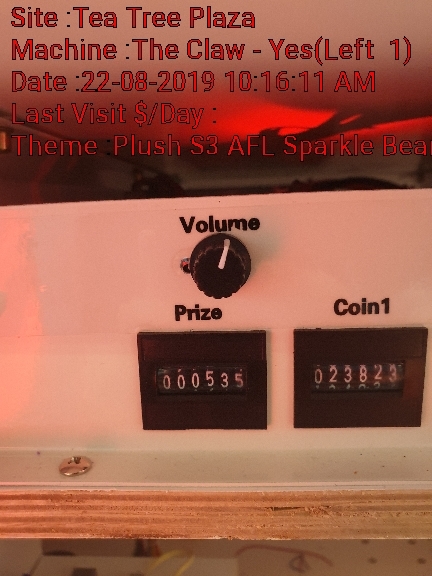 Site :Tea Tree Plaza
Machine :The Claw - Yes(Left 1)
Date :22-08-2019 10:16:11 AM
Last Visit $/Day :
Theme :Plush S3 AFL Sparkle Bear
Volume
Prize
Coin1
000535
023823